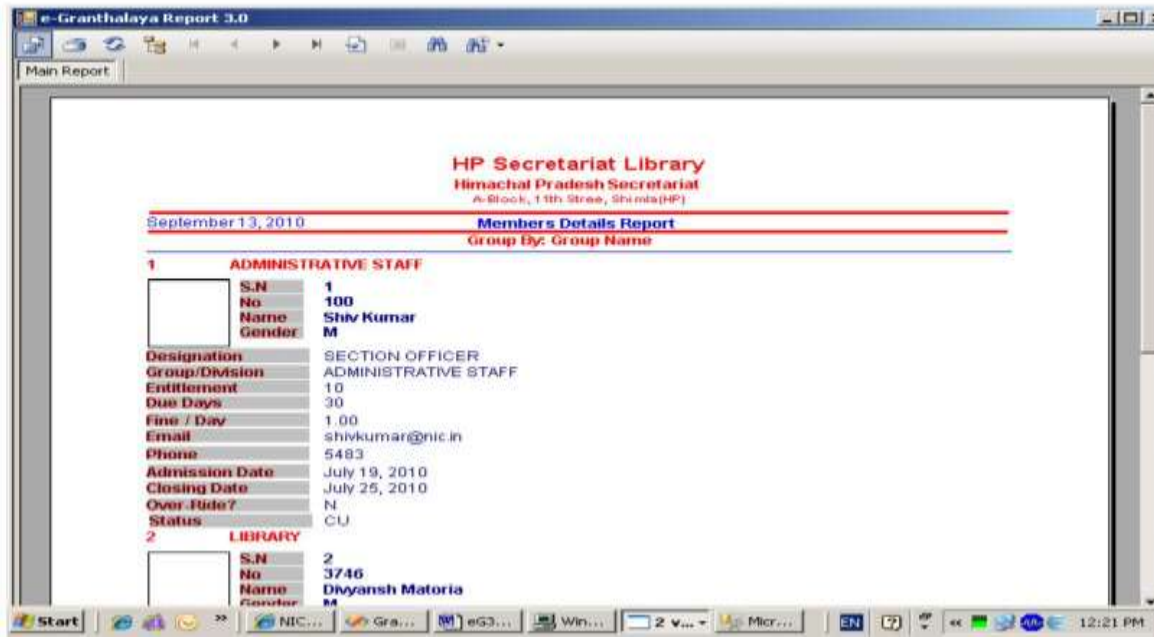 e-Granthalaya Report 3.0
Main Report
HP Secretariat Library
Himachal Pradesh Secretariat
A-Block, 11th Stree, Shimla(HP)
September 13, 2010 Members Details Report
Group By: Group Name
1 ADMINISTRATIVE STAFF
S.N 1
No 100
Name Shiv Kumar
Gender M
Designation SECTION OFFICER
Group/Division ADMINISTRATIVE STAFF
Entitlement 10
Due Days 30
Fine / Day 1.00
Email shivkumar@nic.in
Phone 5483
Admission Date July 19, 2010
Closing Date July 25, 2010
Over-Ride? N
Status CU
2 LIBRARY
S.N 2
No 3746
Name Divyansh Matoria
Gender M
Start NIC... Gra... eG3... Win... 2 v... Micr... EN 12:21 PM